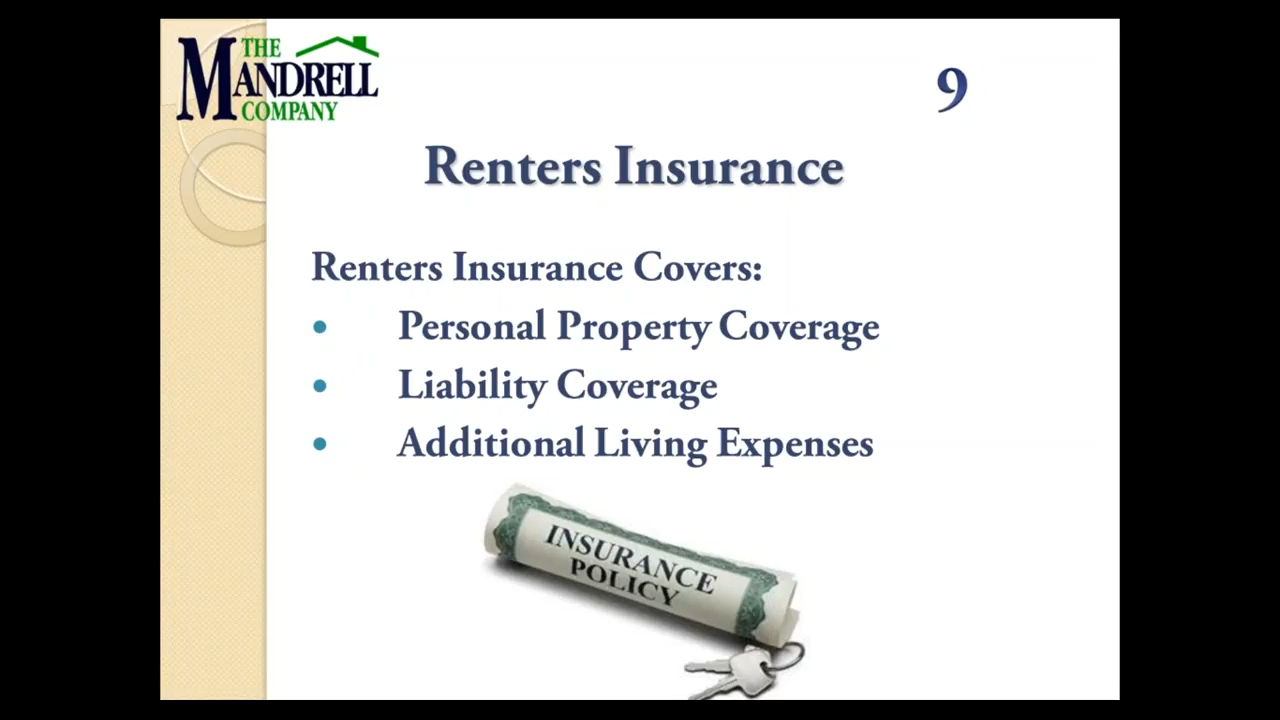 THE
MANDRELL
COMPANY
9
Renters Insurance
Renters Insurance Covers:
• Personal Property Coverage
• Liability Coverage
• Additional Living Expenses
INSURANCE
POLICY